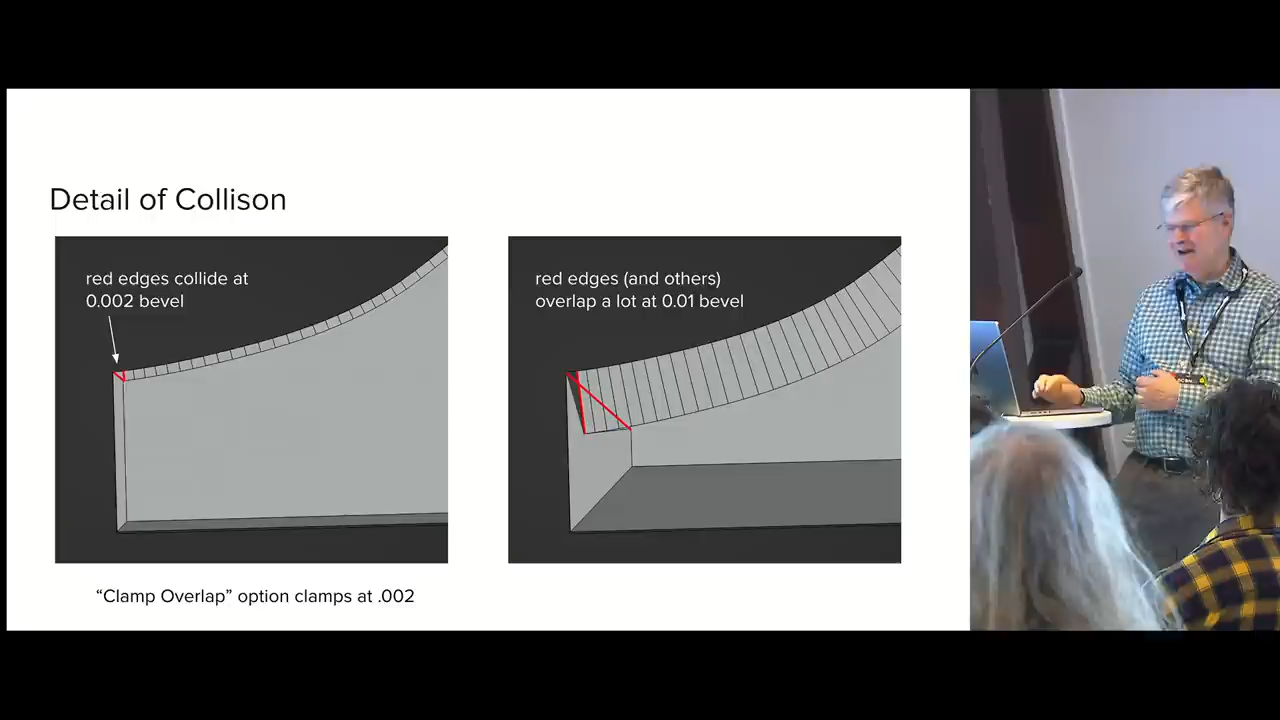 Detail of Collison
red edges collide at
0.002 bevel
red edges (and others)
overlap a lot at 0.01 bevel
“Clamp Overlap” option clamps at .002